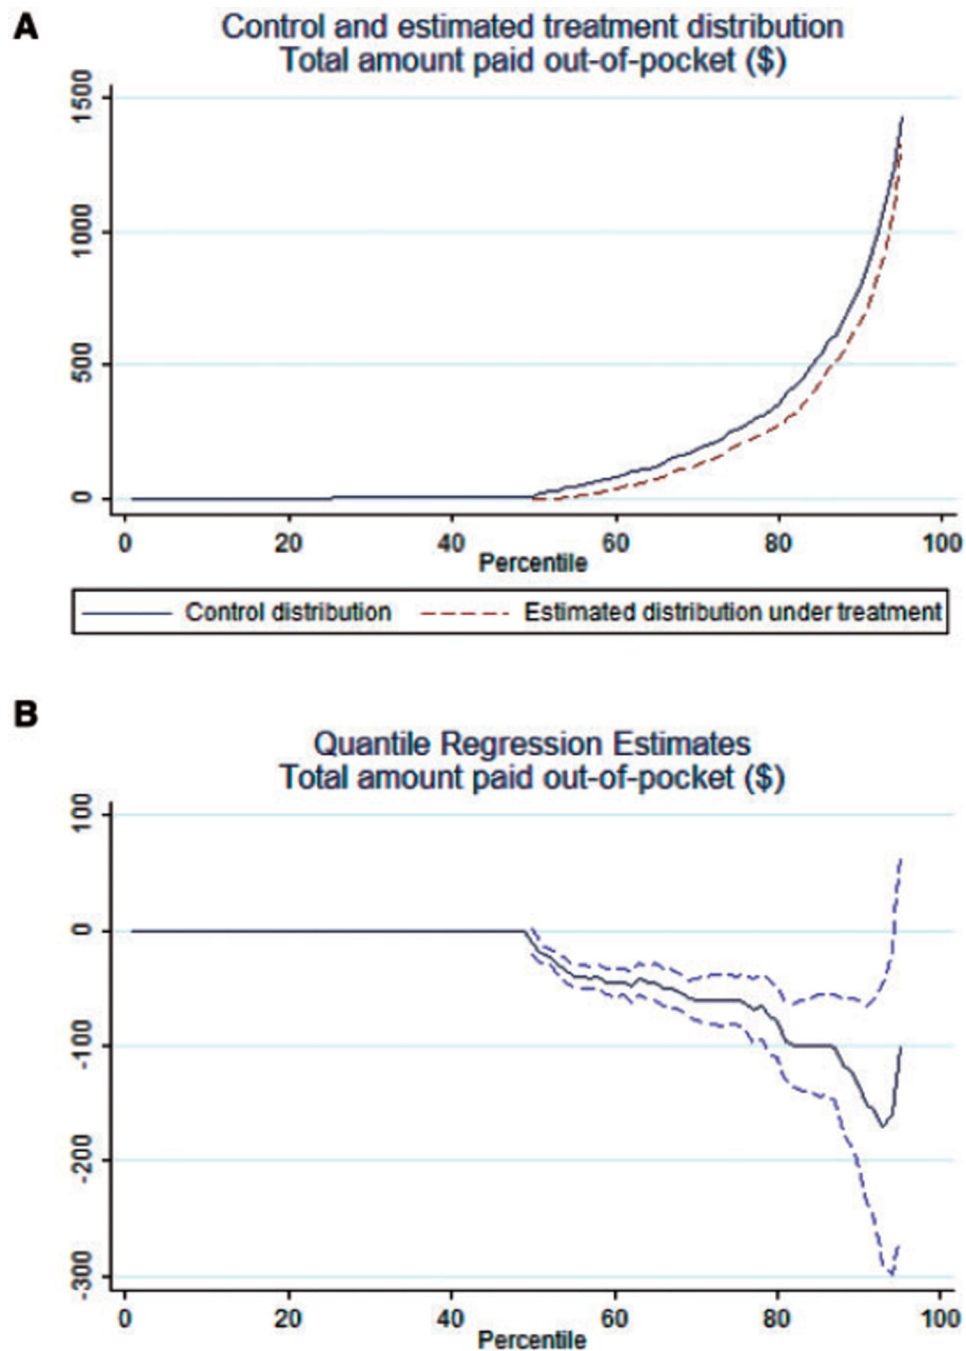 A
Control and estimated treatment distribution
Total amount paid out-of-pocket ($)
1500
1000
500
0
0 20 40 60 80 100
Percentile
Control distribution Estimated distribution under treatment
B
Quantile Regression Estimates
Total amount paid out-of-pocket ($)
100
0
-100
-200
-300
0 20 40 60 80 100
Percentile